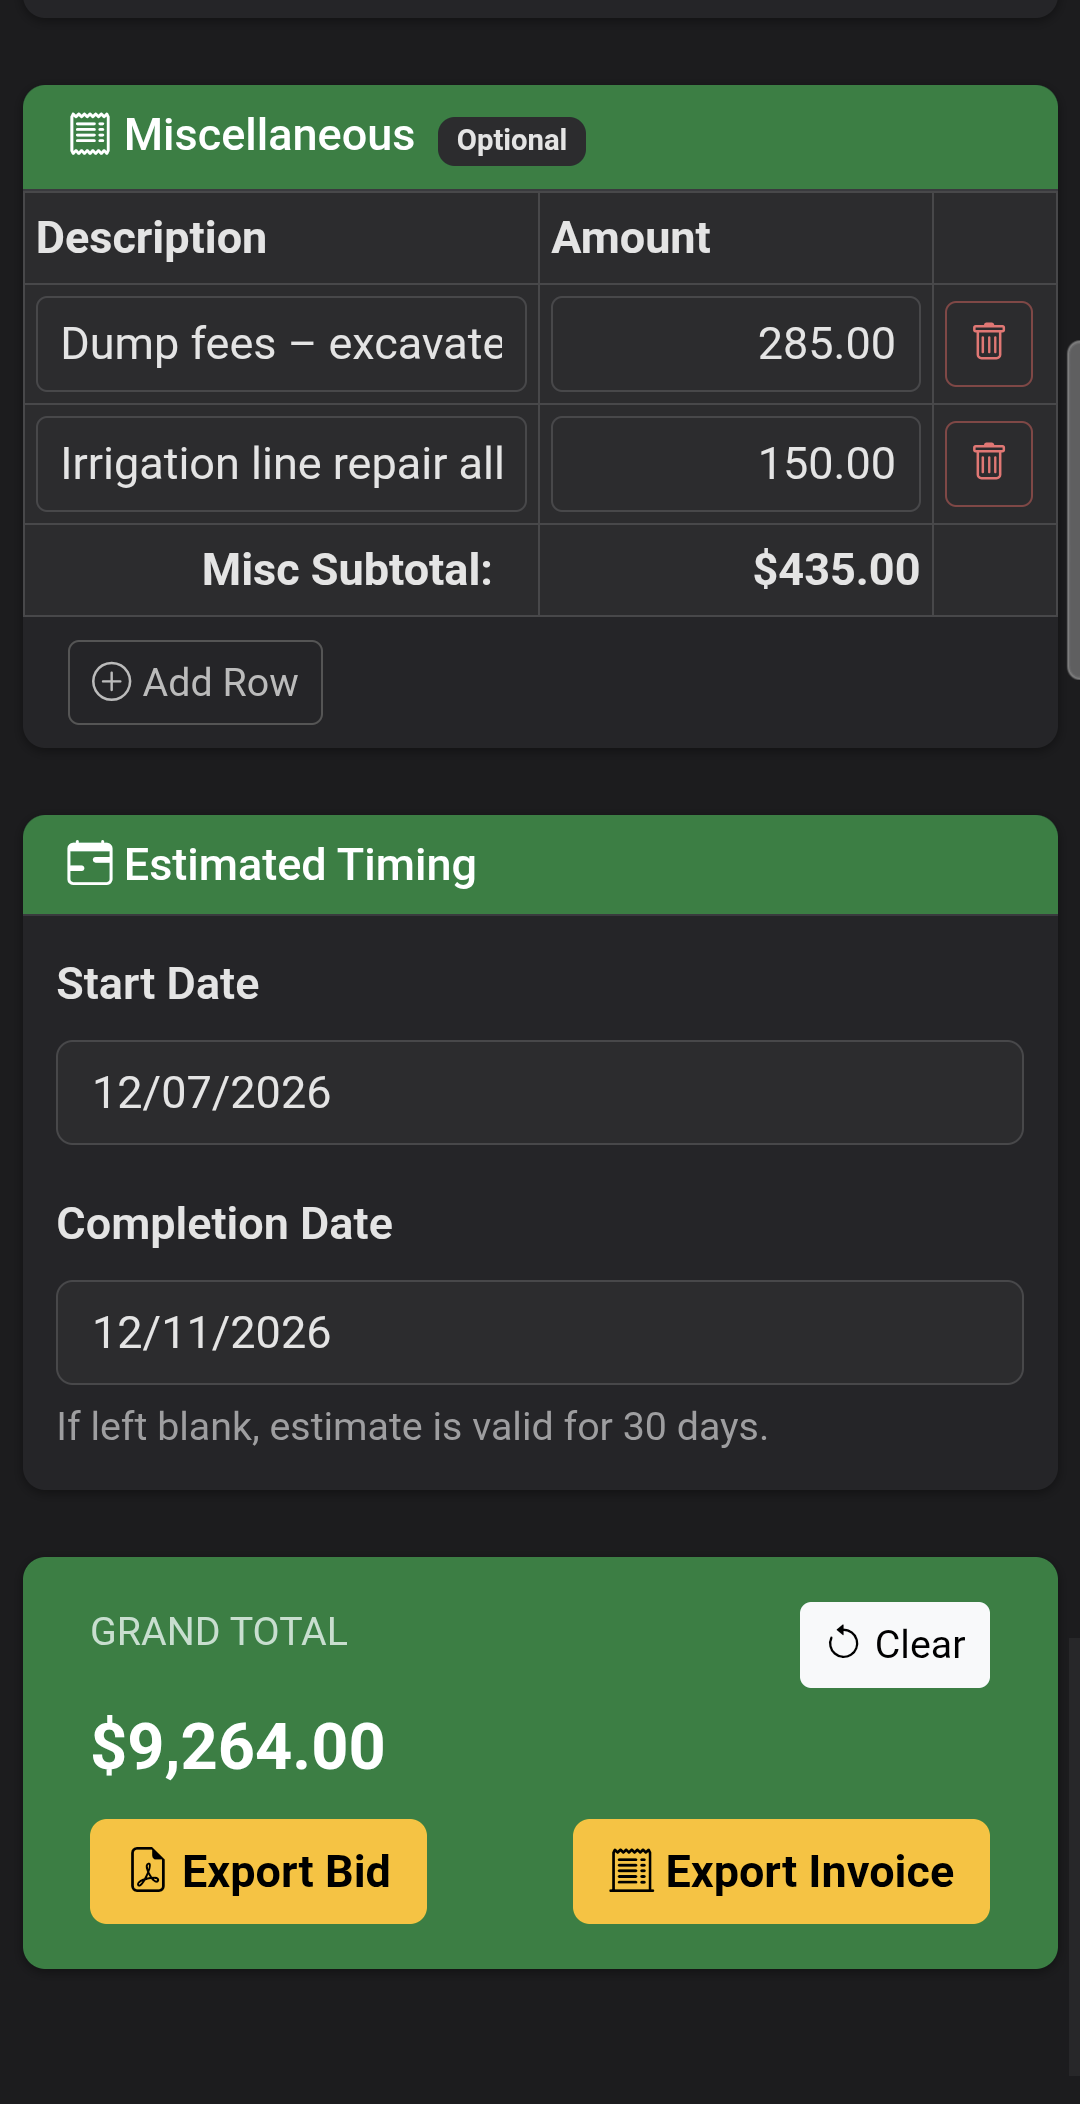 Miscellaneous Optional
Description Amount
Dump fees – excavate 285.00
Irrigation line repair all 150.00
Misc Subtotal: $435.00
Add Row
Estimated Timing
Start Date
12/07/2026
Completion Date
12/11/2026
If left blank, estimate is valid for 30 days.
GRAND TOTAL
Clear
$9,264.00
Export Bid Export Invoice